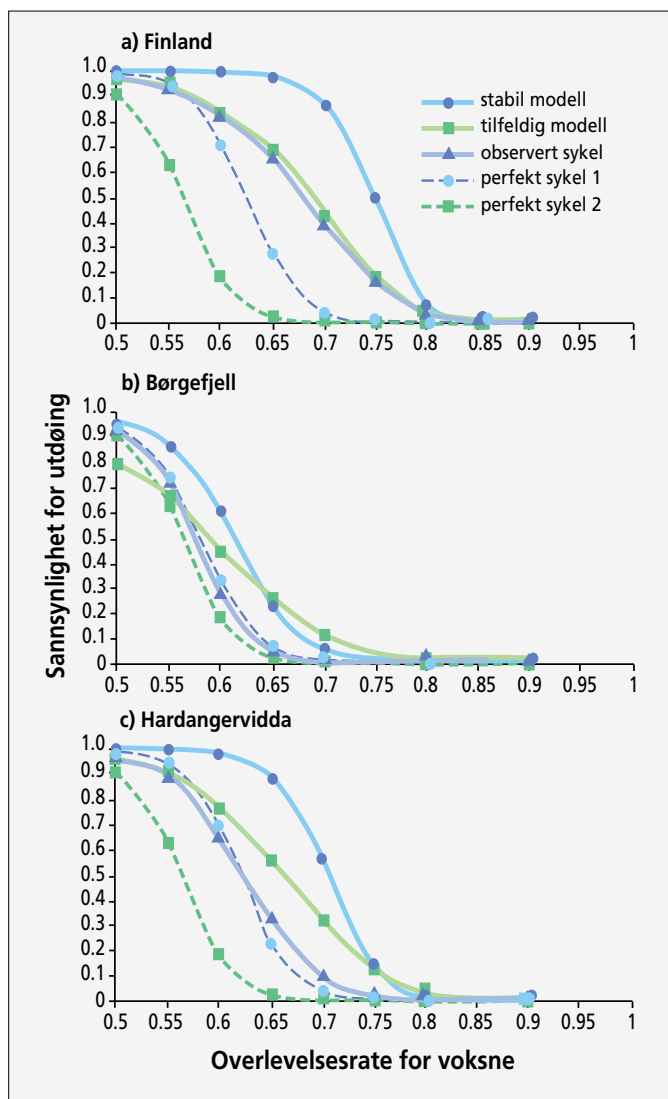 a) Finland
1.0
0.9
0.8
0.7
0.6
0.5
0.4
0.3
0.2
0.1
0
0.5 0.55 0.6 0.65 0.7 0.75 0.8 0.85 0.9 0.95 1
stabil modell
tilfeldig modell
observert sykel
perfekt sykel 1
perfekt sykel 2
b) Børgefjell
1.0
0.9
0.8
0.7
0.6
0.5
0.4
0.3
0.2
0.1
0
0.5 0.55 0.6 0.65 0.7 0.75 0.8 0.85 0.9 0.95 1
Sannsynlighet for utdøing
c) Hardangervidda
1.0
0.9
0.8
0.7
0.6
0.5
0.4
0.3
0.2
0.1
0
0.5 0.55 0.6 0.65 0.7 0.75 0.8 0.85 0.9 0.95 1
Overlevelsesrate for voksne